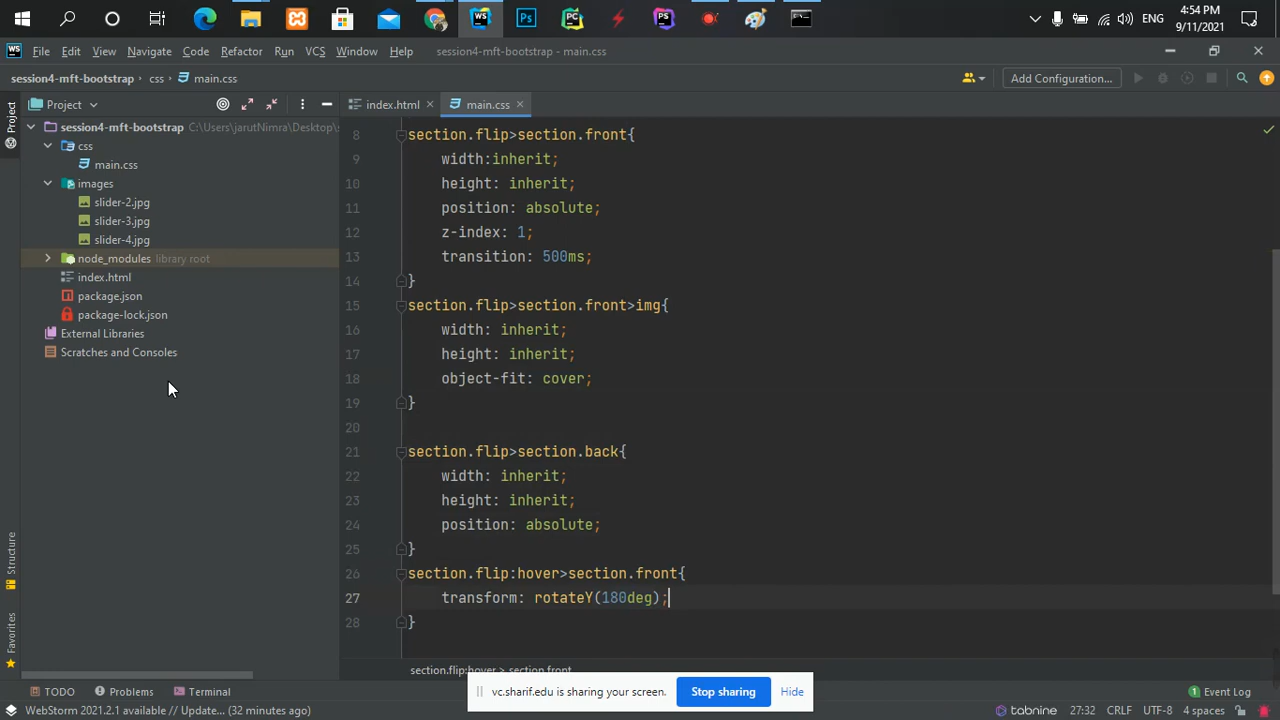 WS
Ps
PC
PS
ENG
4:54 PM
9/11/2021
WS File Edit View Navigate Code Refactor Run VCS Window Help session4-mft-bootstrap - main.css
session4-mft-bootstrap › css › main.css
Add Configuration...
Project
Project
index.html
main.css
session4-mft-bootstrap C:\Users\jarutNimra\Desktop\s
css
main.css
images
slider-2.jpg
slider-3.jpg
slider-4.jpg
node_modules library root
index.html
package.json
package-lock.json
External Libraries
Scratches and Consoles
8 section.flip>section.front{
9 width:inherit;
10 height: inherit;
11 position: absolute;
12 z-index: 1;
13 transition: 500ms;
14 }
15 section.flip>section.front>img{
16 width: inherit;
17 height: inherit;
18 object-fit: cover;
19 }
20
21 section.flip>section.back{
22 width: inherit;
23 height: inherit;
24 position: absolute;
25 }
26 section.flip:hover>section.front{
27 transform: rotateY(180deg);
28 }
section.flip:hover > section.front
Structure
Favorites
TODO Problems Terminal
Event Log
vc.sharif.edu is sharing your screen. Stop sharing Hide
WebStorm 2021.2.1 available // Update... (32 minutes ago)
tabnine 27:32 CRLF UTF-8 4 spaces